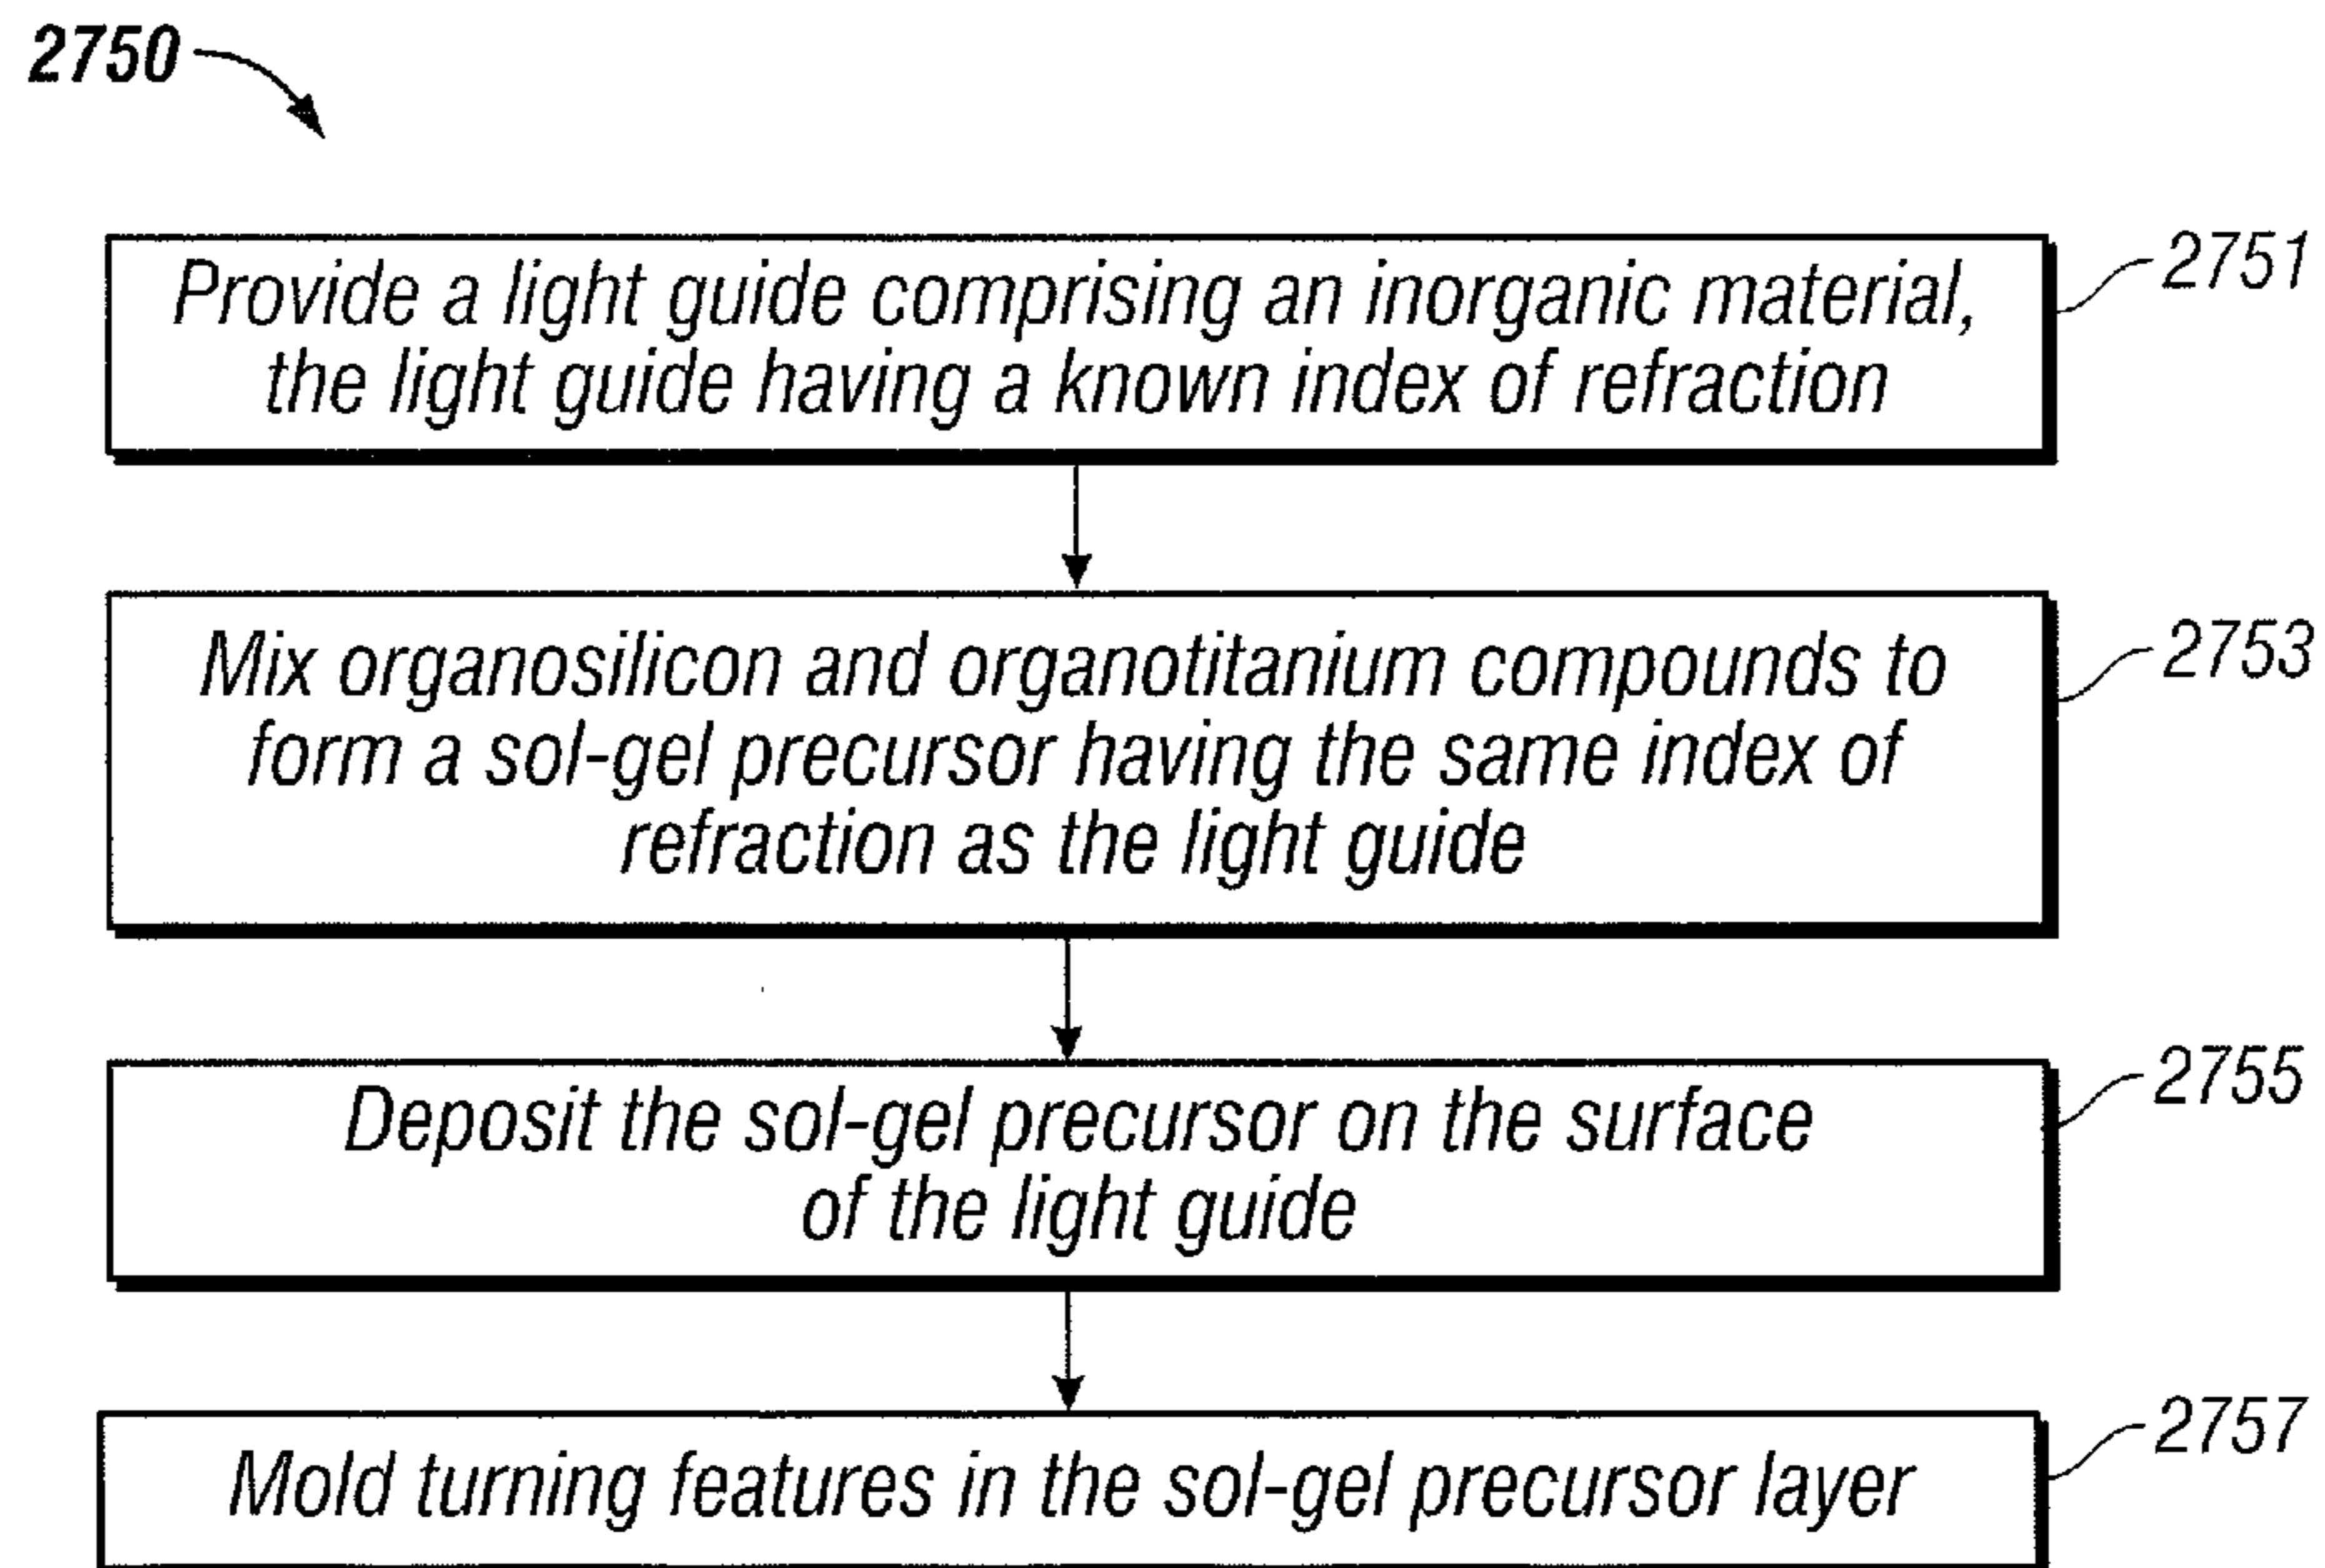 2750
Provide a light guide comprising an inorganic material,
the light guide having a known index of refraction
2751
Mix organosilicon and organotitanium compounds to
form a sol-gel precursor having the same index of
refraction as the light guide
2753
Deposit the sol-gel precursor on the surface
of the light guide
2755
Mold turning features in the sol-gel precursor layer
2757